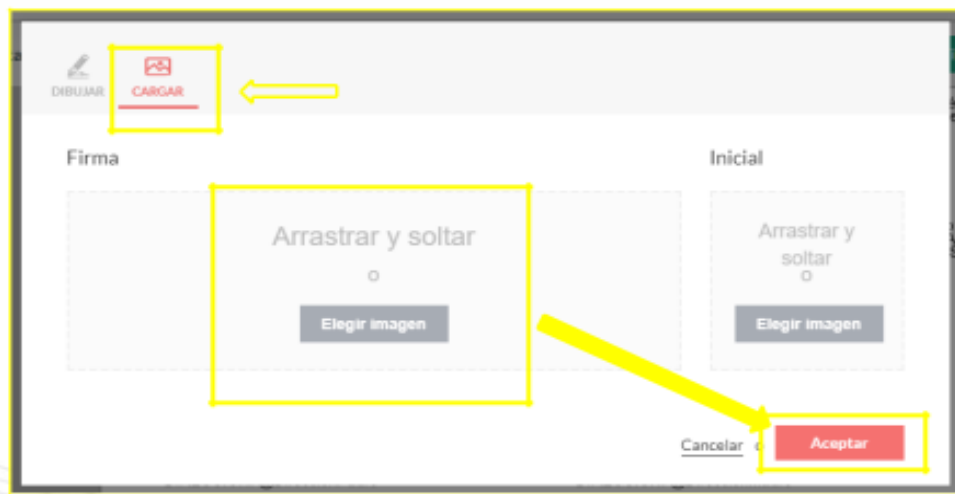 DIBUJAR CARGAR
Firma
Inicial
Arrastrar y soltar
o
Elegir imagen
Arrastrar y
soltar
o
Elegir imagen
Cancelar o Aceptar